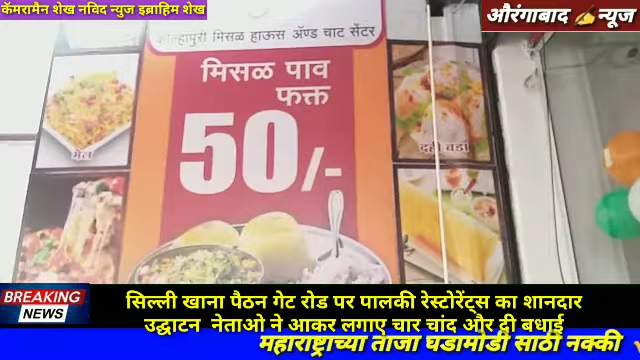 कॅमरामैन शेख नविद न्युज इब्राहिम शेख
औरंगाबाद ✍️न्यूज
मिसळ हाऊस अ‍ॅण्ड चाट सेंटर
मिसळ पाव
फक्त
50/-
भेल
दही वडा
BREAKING
NEWS
सिल्ली खाना पैठन गेट रोड पर पालकी रेस्टोरेंट्स का शानदार
उद्घाटन नेताओ ने आकर लगाए चार चांद और दी बधाई
महाराष्ट्राच्या ताजा घडामोडी साठी नक्की